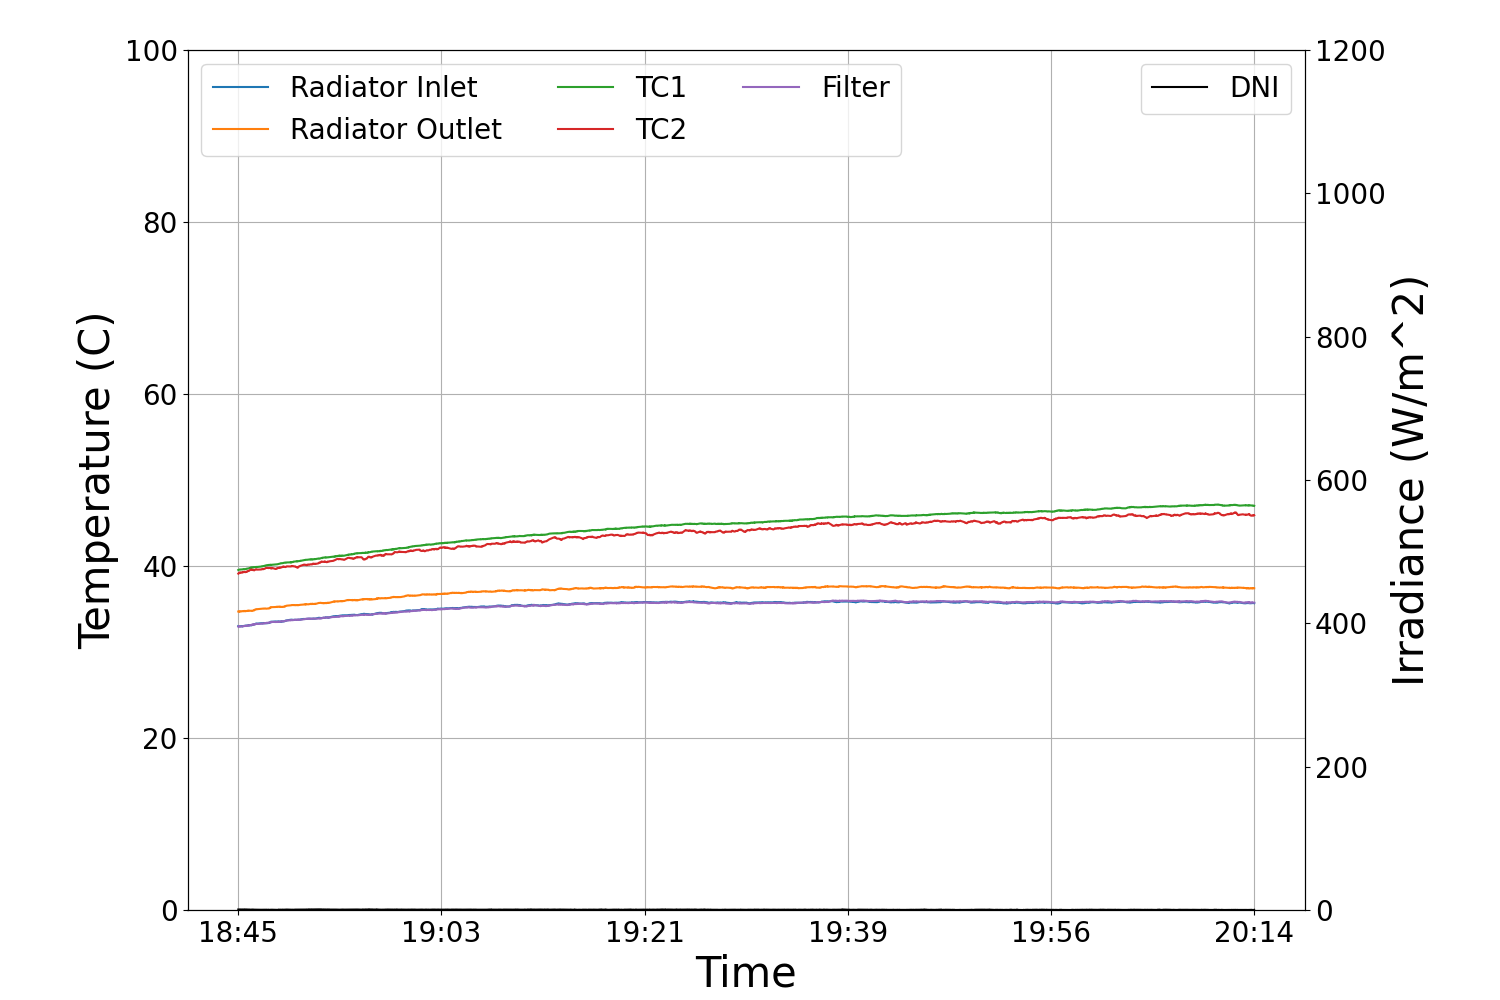 Radiator Inlet
Radiator Outlet
TC1
TC2
Filter
DNI
Temperature (C)
100
80
60
40
20
0
1200
1000
800
600
400
200
0
Irradiance (W/m^2)
18:45 19:03 19:21 19:39 19:56 20:14
Time